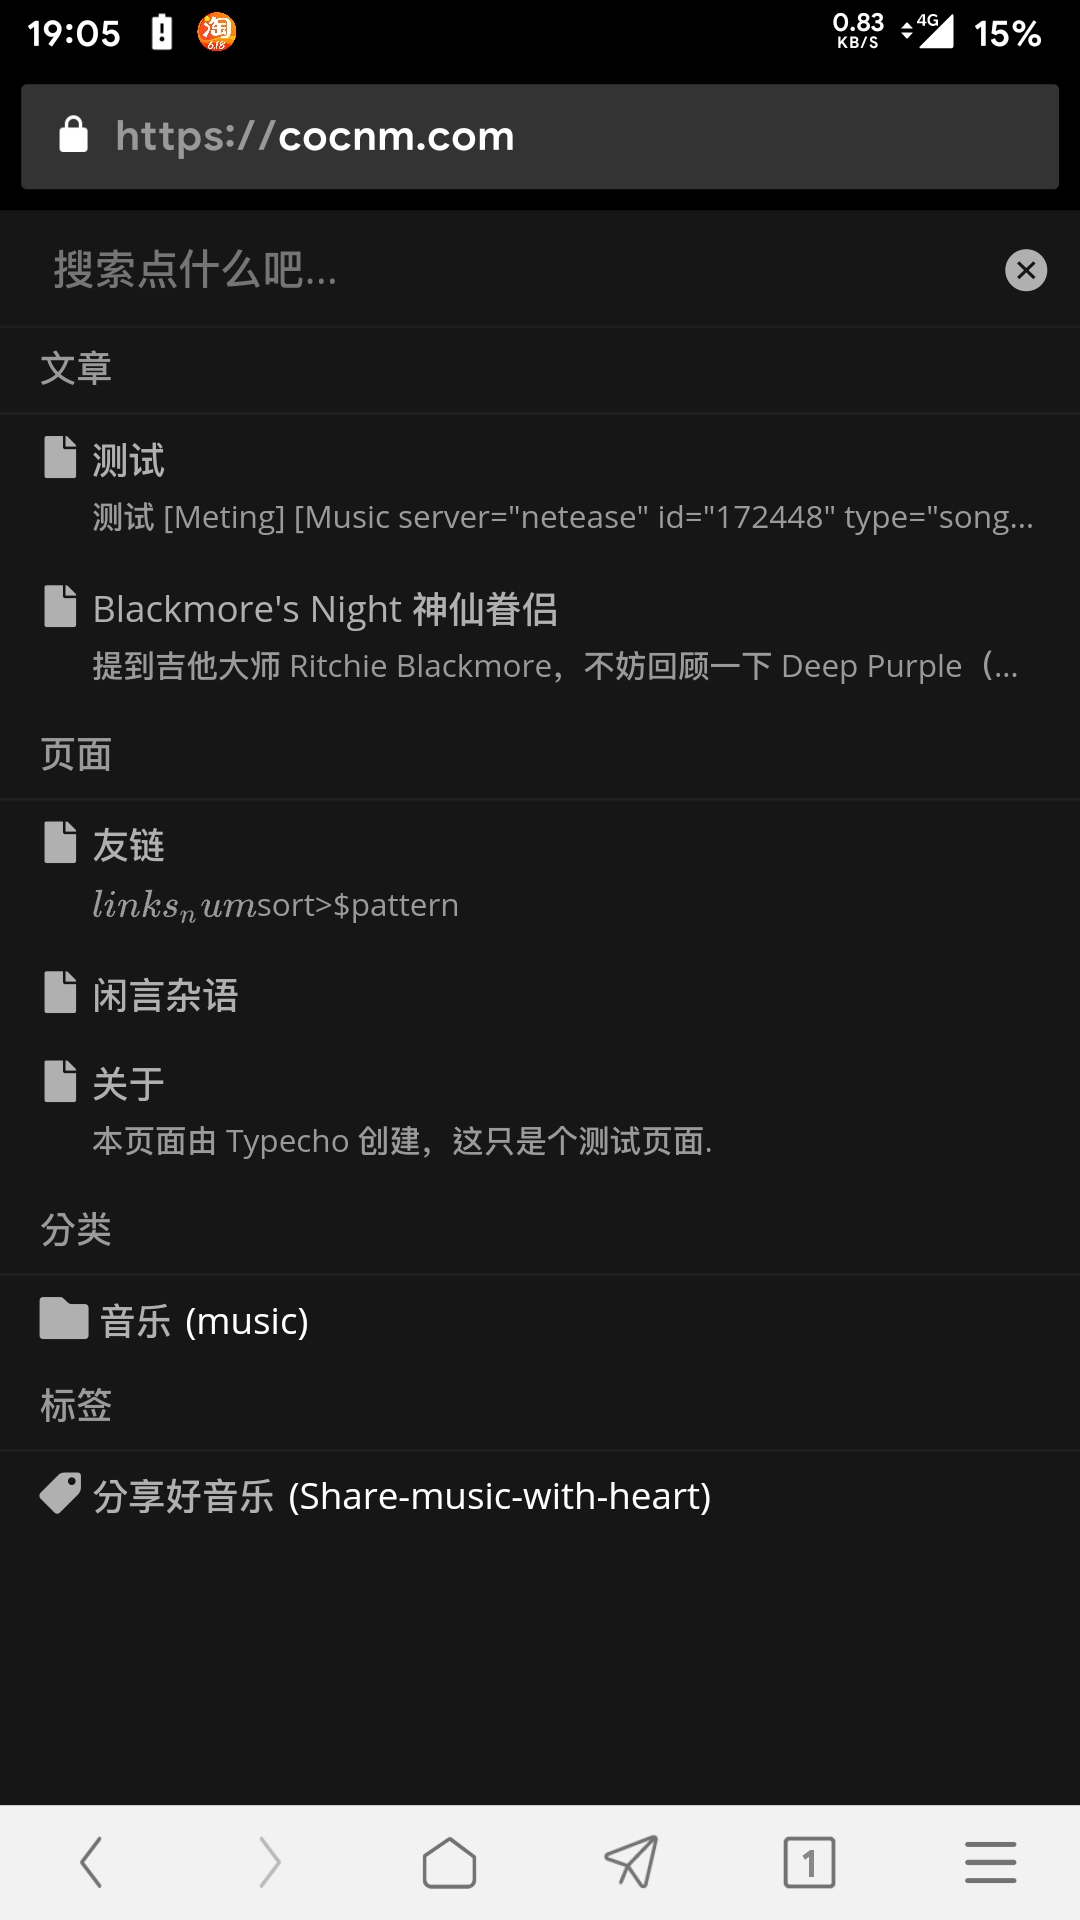 19:05
淘
6.18
0.83
KB/S
4G
15%
https://cocnm.com
搜索点什么吧...
文章
测试
测试 [Meting] [Music server="netease" id="172448" type="song...
Blackmore's Night 神仙眷侣
提到吉他大师 Ritchie Blackmore，不妨回顾一下 Deep Purple（...
页面
友链
links_numsort>$pattern
闲言杂语
关于
本页面由 Typecho 创建，这只是个测试页面.
分类
音乐 (music)
标签
分享好音乐 (Share-music-with-heart)
1